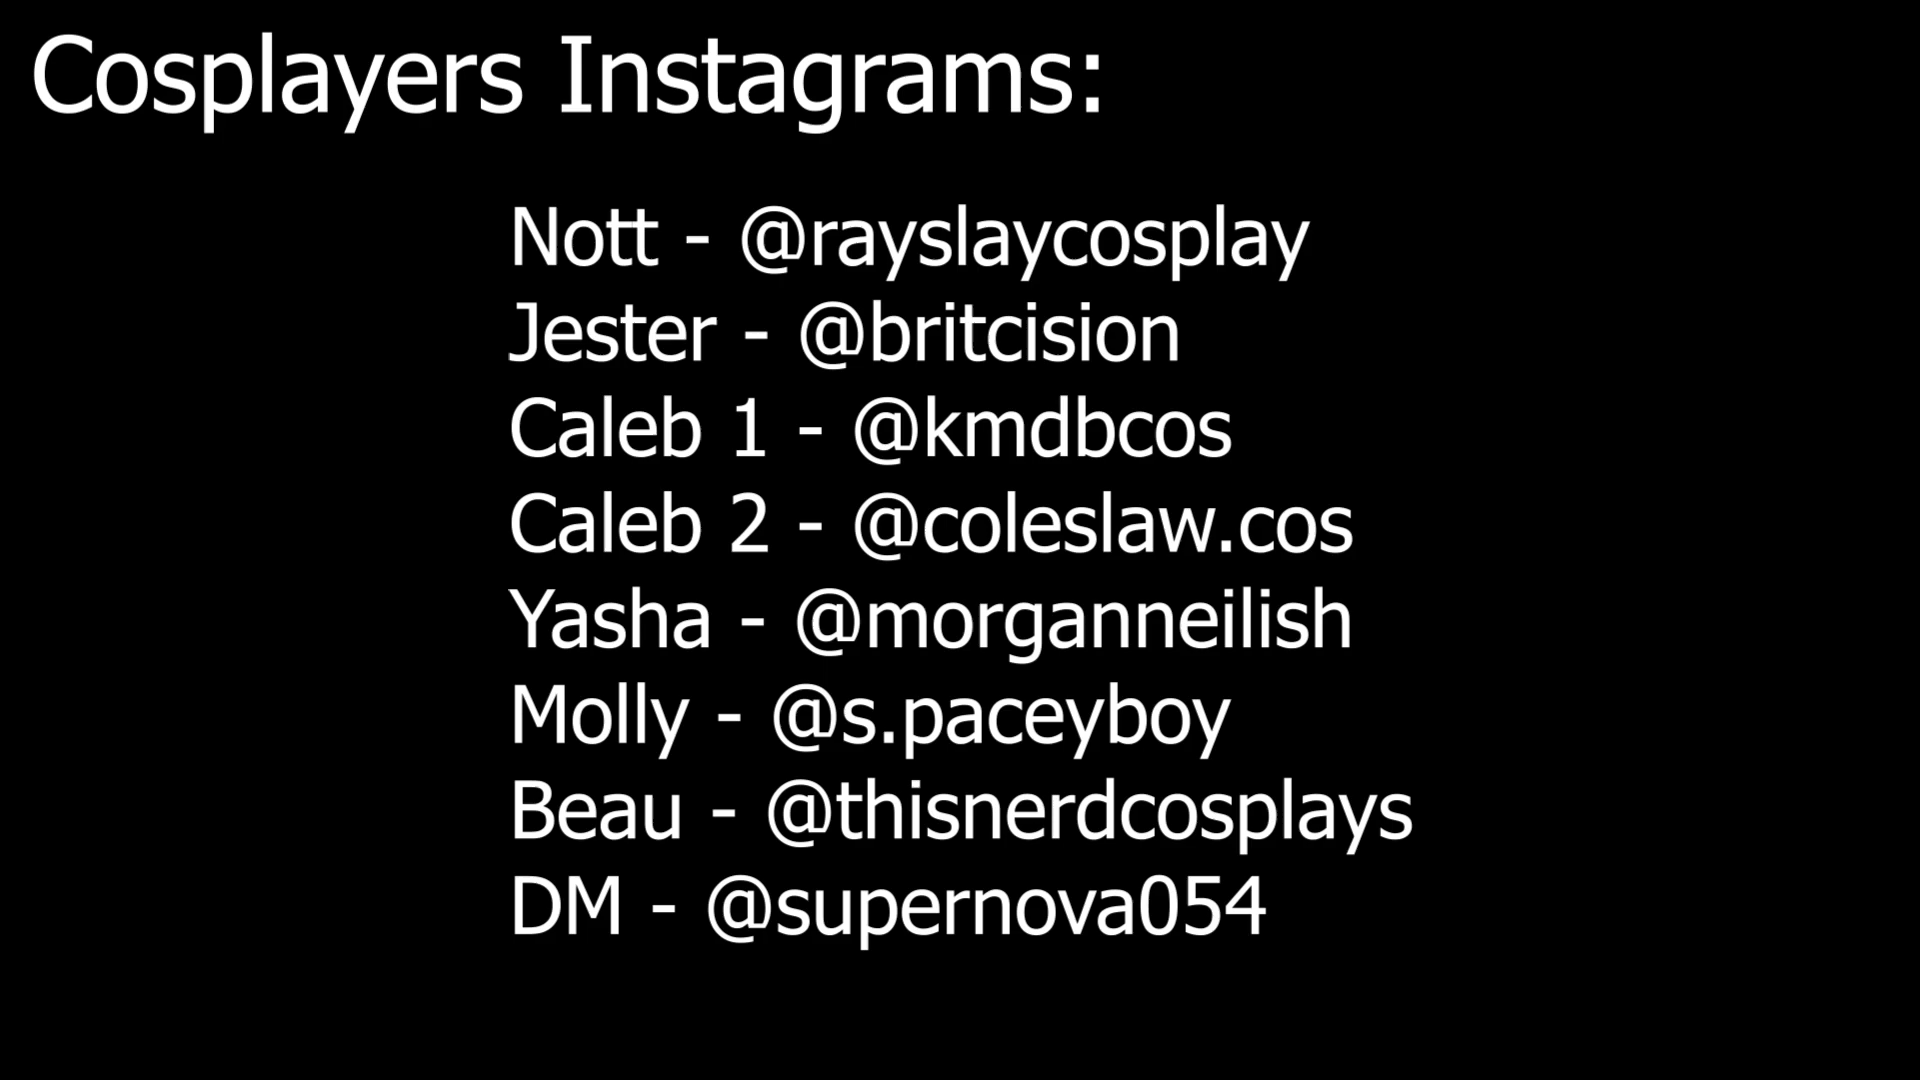 Cosplayers Instagrams:
Nott - @rayslaycosplay
Jester - @britcision
Caleb 1 - @kmdbcos
Caleb 2 - @coleslaw.cos
Yasha - @morganneilish
Molly - @s.paceyboy
Beau - @thisnerdcosplays
DM - @supernova054